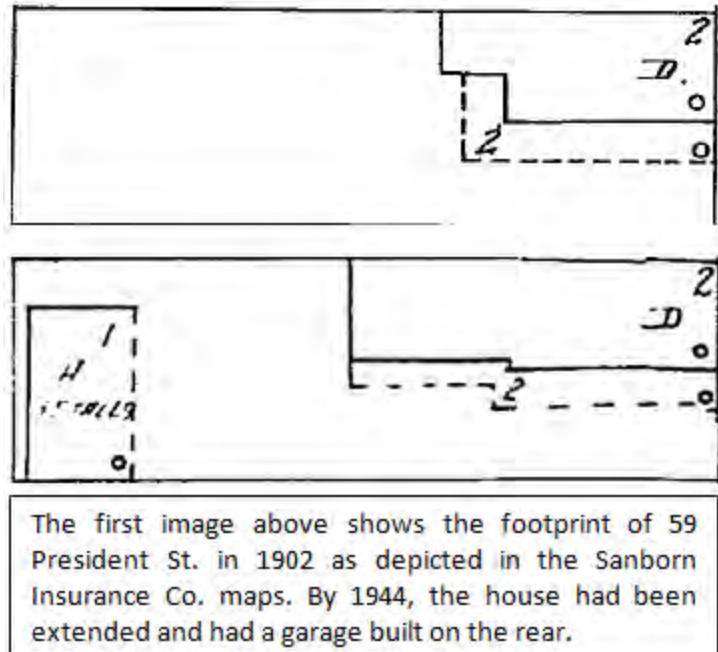 2
D.
2
2
D
2
1
The first image above shows the footprint of 59
President St. in 1902 as depicted in the Sanborn
Insurance Co. maps. By 1944, the house had been
extended and had a garage built on the rear.